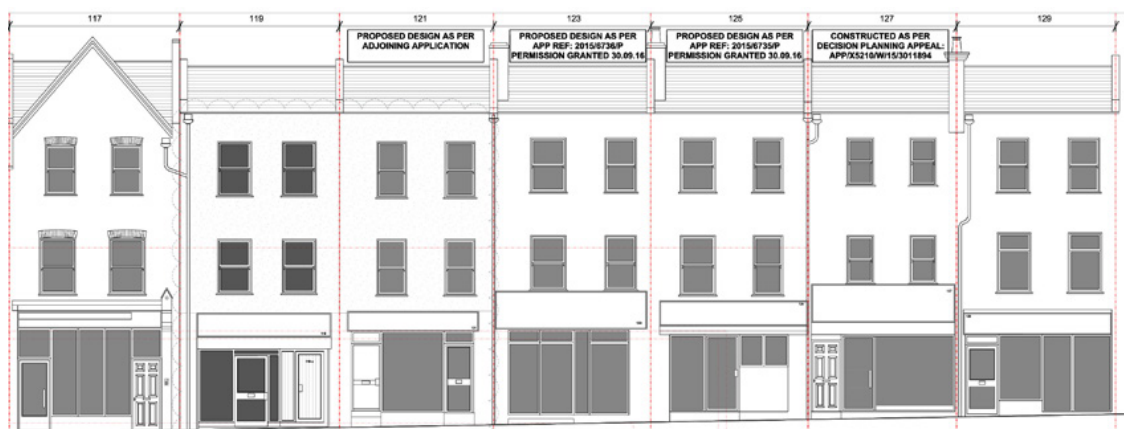 117
119
121
123
125
127
129
PROPOSED DESIGN AS PER
ADJOINING APPLICATION
PROPOSED DESIGN AS PER
APP REF: 2015/6736/P
PERMISSION GRANTED 30.09.16
PROPOSED DESIGN AS PER
APP REF: 2015/6735/P
PERMISSION GRANTED 30.09.16
CONSTRUCTED AS PER
DECISION PLANNING APPEAL:
APP/X5210/W/15/3011894